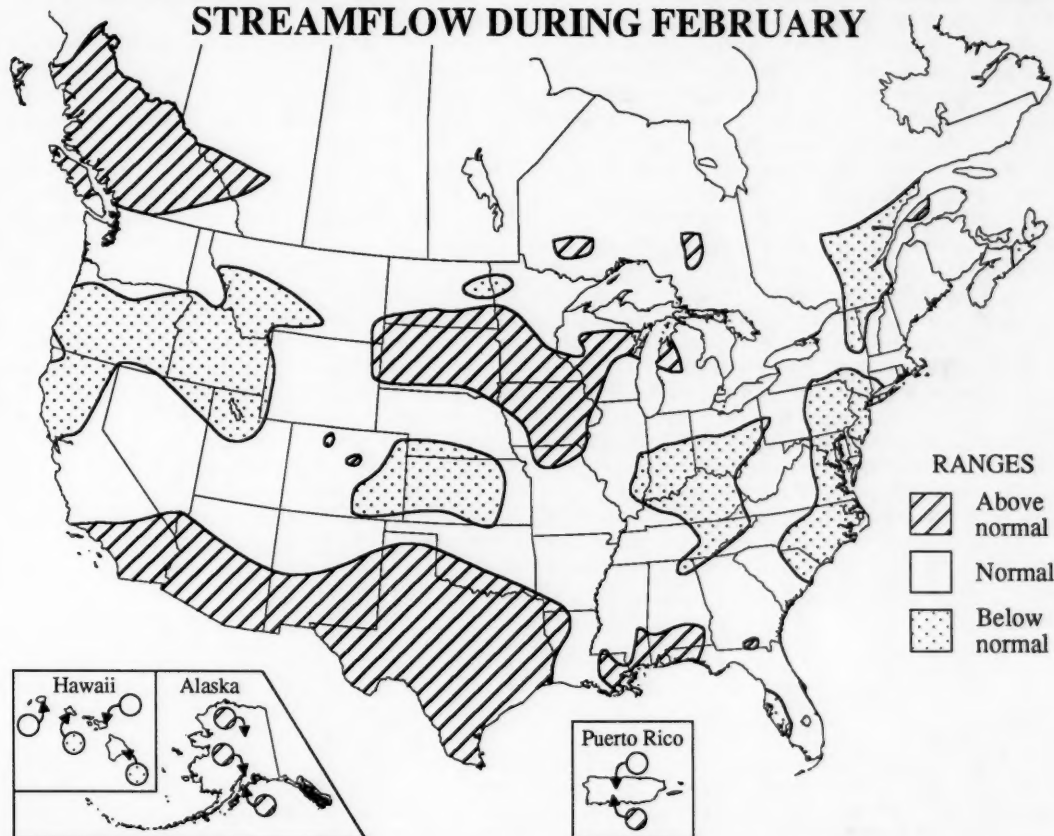 STREAMFLOW DURING FEBRUARY
RANGES
Above
normal
Normal
Below
normal
Hawaii
Alaska
Puerto Rico